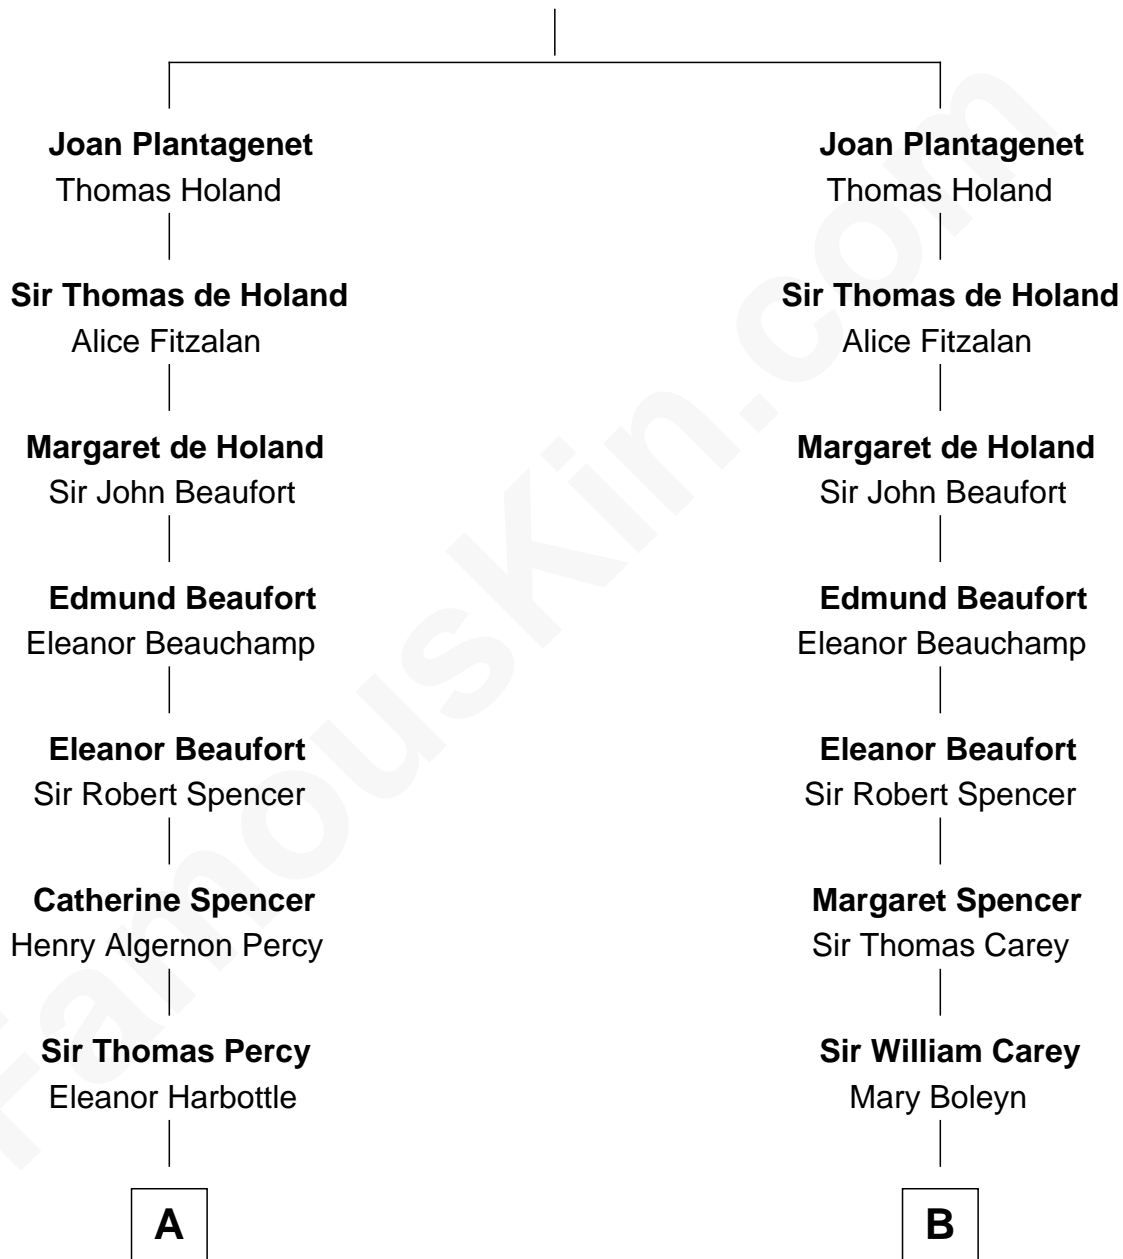 Joan Plantagenet
Thomas Holand
Sir Thomas de Holand
Alice Fitzalan
Margaret de Holand
Sir John Beaufort
Edmund Beaufort
Eleanor Beauchamp
Eleanor Beaufort
Sir Robert Spencer
Catherine Spencer
Henry Algernon Percy
Sir Thomas Percy
Eleanor Harbottle
A
Joan Plantagenet
Thomas Holand
Sir Thomas de Holand
Alice Fitzalan
Margaret de Holand
Sir John Beaufort
Edmund Beaufort
Eleanor Beauchamp
Eleanor Beaufort
Sir Robert Spencer
Margaret Spencer
Sir Thomas Carey
Sir William Carey
Mary Boleyn
B
FamousKin.com